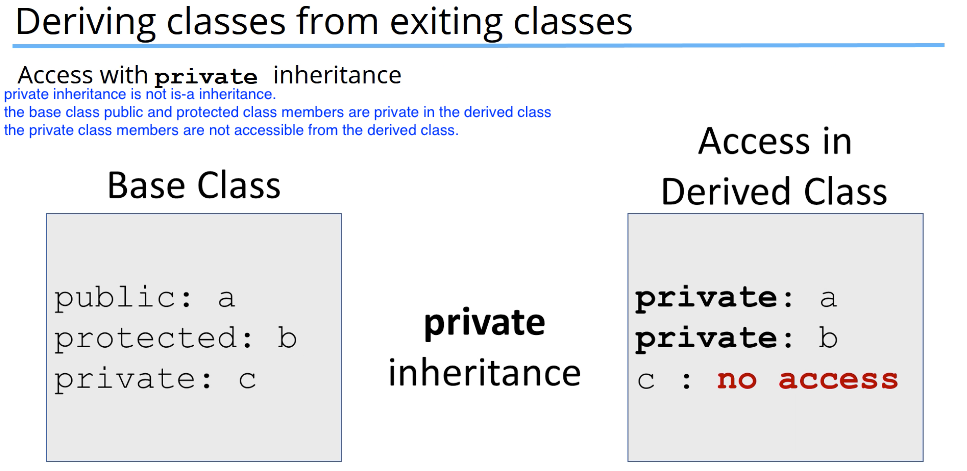 Deriving classes from exiting classes
Access with private inheritance
private inheritance is not is-a inheritance.
the base class public and protected class members are private in the derived class
the private class members are not accessible from the derived class.
Base Class
public: a
protected: b
private: c
private
inheritance
Access in
Derived Class
private: a
private: b
c : no access